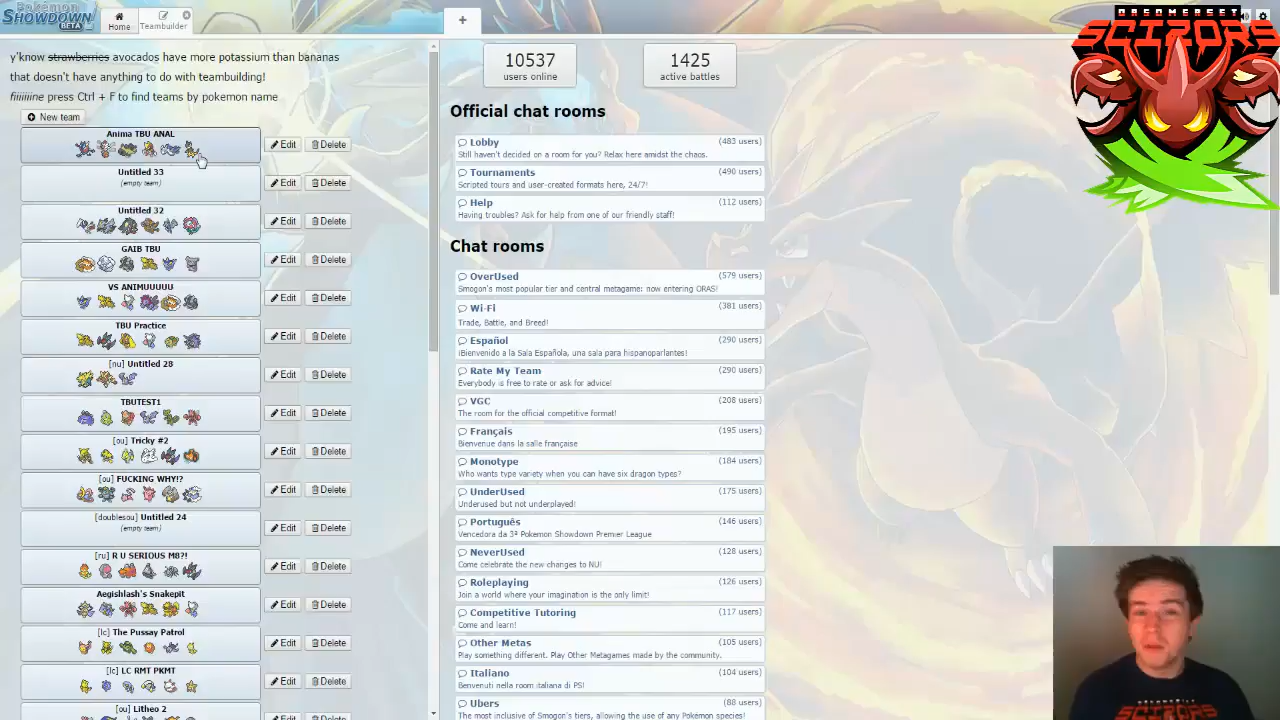 Pokémon
SHOWDOWN
BETA
Home
Teambuilder
+
y'know strawberries avocados have more potassium than bananas
that doesn't have anything to do with teambuilding!
fiiiiiiine press Ctrl + F to find teams by pokemon name
New team
Anima TBU ANAL
Edit
Delete
Untitled 33
(empty team)
Edit
Delete
Untitled 32
Edit
Delete
GAIB TBU
Edit
Delete
VS ANIMUUUUU
Edit
Delete
TBU Practice
Edit
Delete
[nu] Untitled 28
Edit
Delete
TBUTEST1
Edit
Delete
[ou] Tricky #2
Edit
Delete
[ou] FUCKING WHY!?
Edit
Delete
[doublesou] Untitled 24
(empty team)
Edit
Delete
[ru] R U SERIOUS M8?!
Edit
Delete
Aegishlash's Snakepit
Edit
Delete
[lc] The Pussay Patrol
Edit
Delete
[lc] LC RMT PKMT
Edit
Delete
[ou] Litheo 2
Edit
Delete
10537
users online
1425
active battles
Official chat rooms
Lobby (483 users)
Still haven't decided on a room for you? Relax here amidst the chaos.
Tournaments (490 users)
Scripted tours and user-created formats here, 24/7!
Help (112 users)
Having troubles? Ask for help from one of our friendly staff!
Chat rooms
OverUsed (579 users)
Smogon's most popular tier and central metagame: now entering ORAS!
Wi-Fi (381 users)
Trade, Battle, and Breed!
Español (290 users)
¡Bienvenido a la Sala Española, una sala para hispanoparlantes!
Rate My Team (290 users)
Everybody is free to rate or ask for advice!
VGC (208 users)
The room for the official competitive format!
Français (195 users)
Bienvenue dans la salle française
Monotype (184 users)
Who wants type variety when you can have six dragon types?
UnderUsed (175 users)
Underused but not underplayed!
Português (146 users)
Vencedora da 3ª Pokemon Showdown Premier League
NeverUsed (128 users)
Come celebrate the new changes to NU!
Roleplaying (126 users)
Join a world where your imagination is the only limit!
Competitive Tutoring (117 users)
Come and learn!
Other Metas (105 users)
Play something different. Play Other Metagames made by the community.
Italiano (104 users)
Benvenuti nella room italiana di PS!
Ubers (88 users)
The most inclusive of Smogon's tiers, allowing the use of any Pokémon species!
ORSOMERSET
SCIZORS
SCIZORS